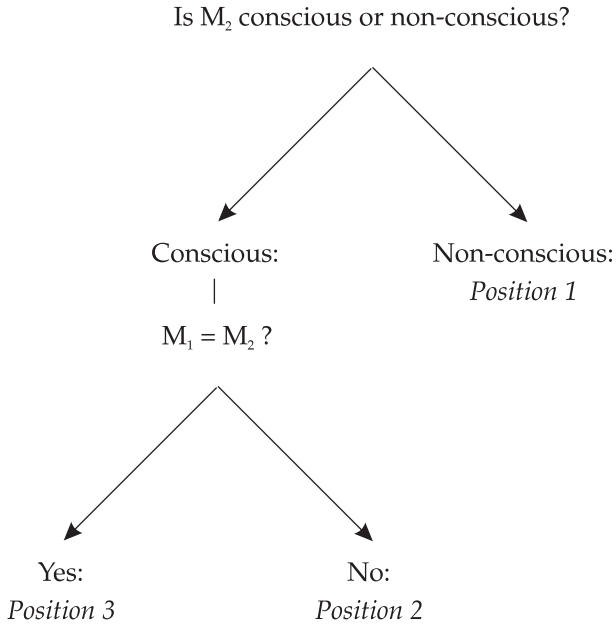 Is M₂ conscious or non-conscious?
Conscious:
Non-conscious:
Position 1
M₁ = M₂ ?
Yes:
No:
Position 3
Position 2